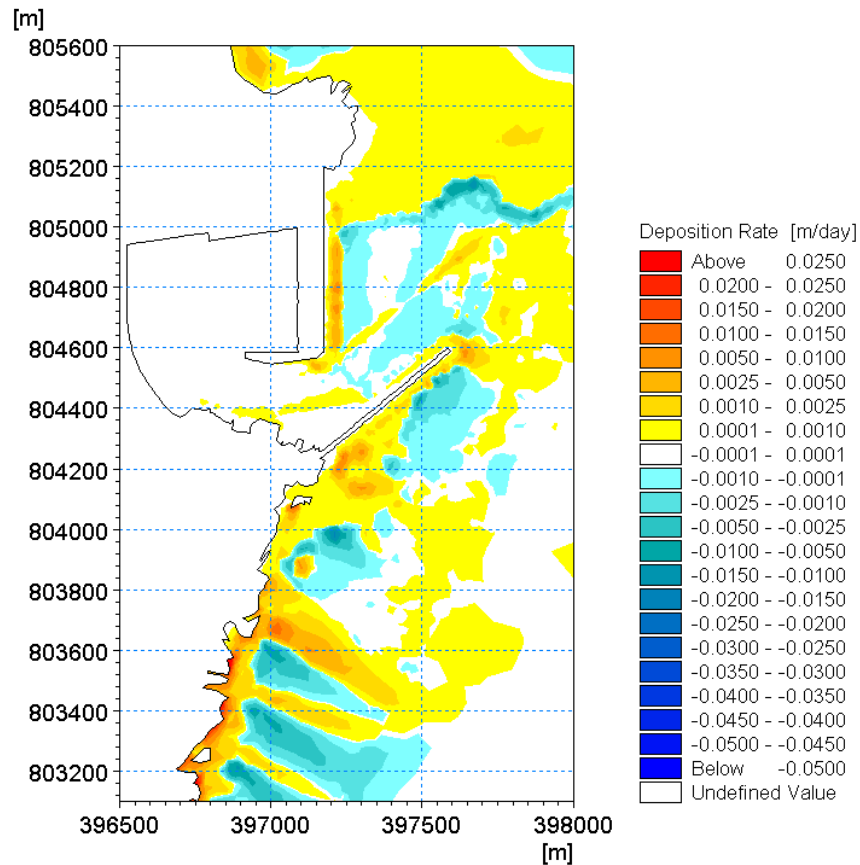 [m]
805600
805400
805200
805000
804800
804600
804400
804200
804000
803800
803600
803400
803200
396500 397000 397500 398000
[m]
Deposition Rate [m/day]
Above 0.0250
0.0200 - 0.0250
0.0150 - 0.0200
0.0100 - 0.0150
0.0050 - 0.0100
0.0025 - 0.0050
0.0010 - 0.0025
0.0001 - 0.0010
-0.0001 - 0.0001
-0.0010 - -0.0001
-0.0025 - -0.0010
-0.0050 - -0.0025
-0.0100 - -0.0050
-0.0150 - -0.0100
-0.0200 - -0.0150
-0.0250 - -0.0200
-0.0300 - -0.0250
-0.0350 - -0.0300
-0.0400 - -0.0350
-0.0450 - -0.0400
-0.0500 - -0.0450
Below -0.0500
Undefined Value